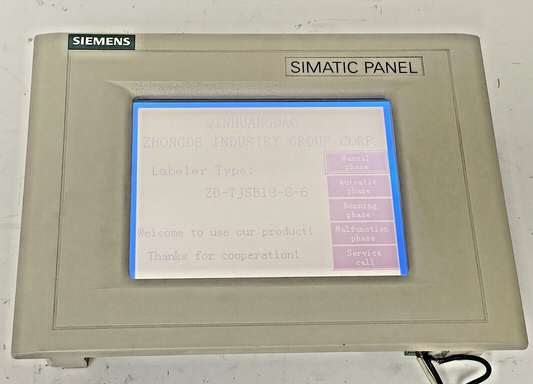 SIEMENS
SIMATIC PANEL
QINHUANGDAO
ZHONGDE INDUSTRY GROUP CORP.
Labeler Type:
ZD-TJSB18-8-6
Welcome to use our product!
Thanks for cooperation!
Manual
phase
Automatic
phase
Running
phase
Malfunction
phase
Service
call